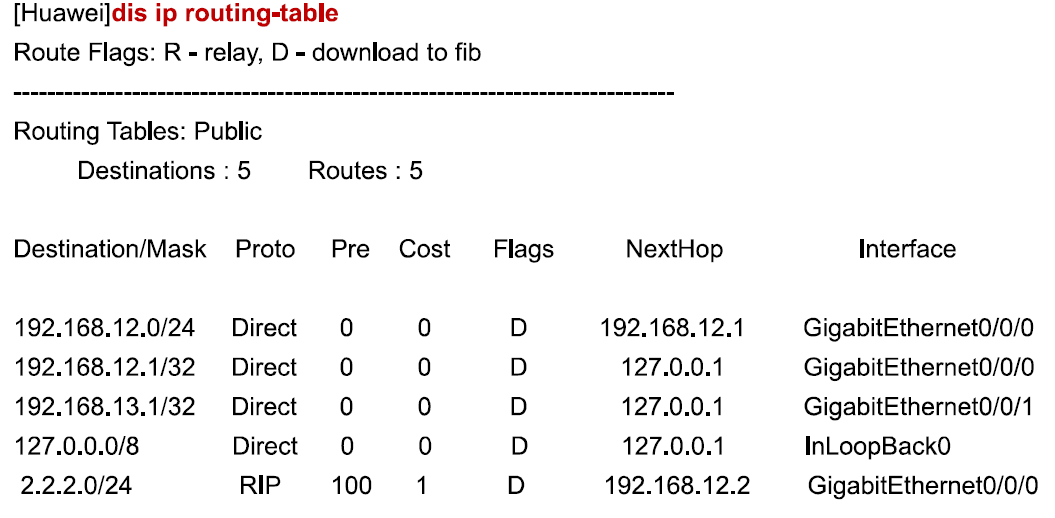 [Huawei]dis ip routing-table
Route Flags: R - relay, D - download to fib
------------------------------------------------------------------------------
Routing Tables: Public
Destinations : 5 Routes : 5
Destination/Mask Proto Pre Cost Flags NextHop Interface
192.168.12.0/24 Direct 0 0 D 192.168.12.1 GigabitEthernet0/0/0
192.168.12.1/32 Direct 0 0 D 127.0.0.1 GigabitEthernet0/0/0
192.168.13.1/32 Direct 0 0 D 127.0.0.1 GigabitEthernet0/0/1
127.0.0.0/8 Direct 0 0 D 127.0.0.1 InLoopBack0
2.2.2.0/24 RIP 100 1 D 192.168.12.2 GigabitEthernet0/0/0